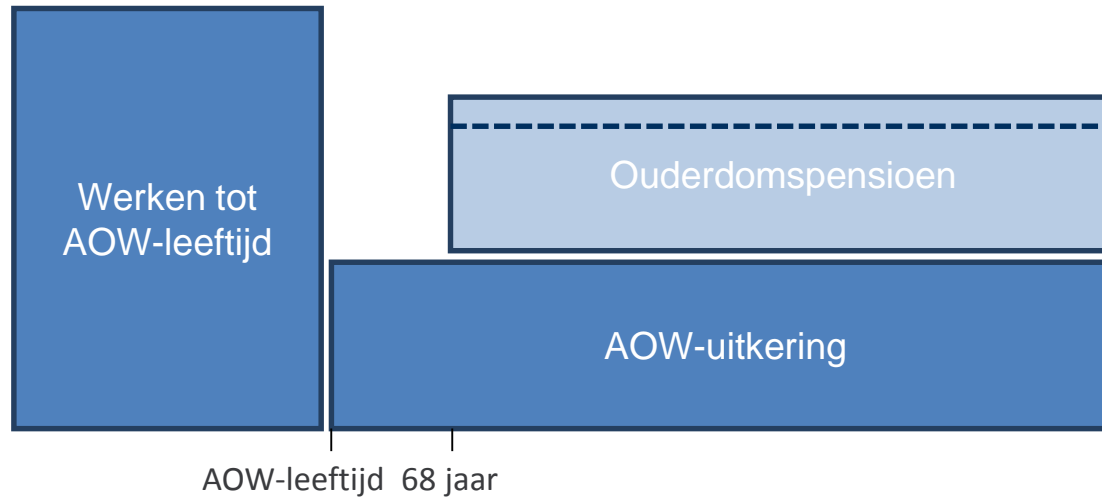 Werken tot
AOW-leeftijd
Ouderdomspensioen
AOW-uitkering
AOW-leeftijd 68 jaar